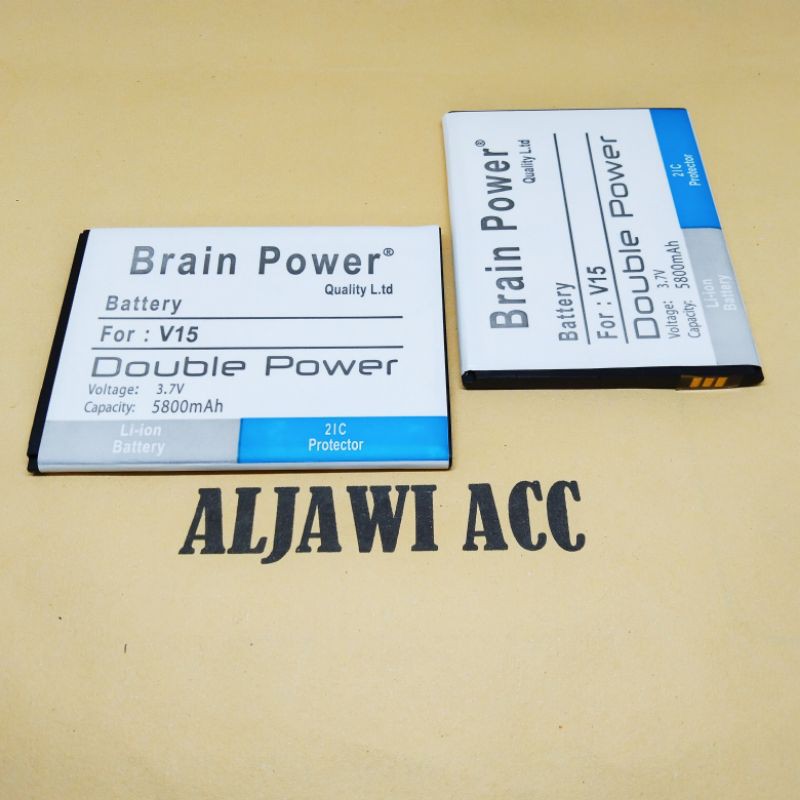 Brain Power®
Quality L.td
Battery
For : V15
Double Power
Voltage: 3.7V
Capacity: 5800mAh
Li-ion
Battery
2IC
Protector
Brain Power®
Quality L.td
Battery
For : V15
Double Power
Voltage: 3.7V
Capacity: 5800mAh
Li-ion
Battery
2IC
Protector
ALJAWI ACC